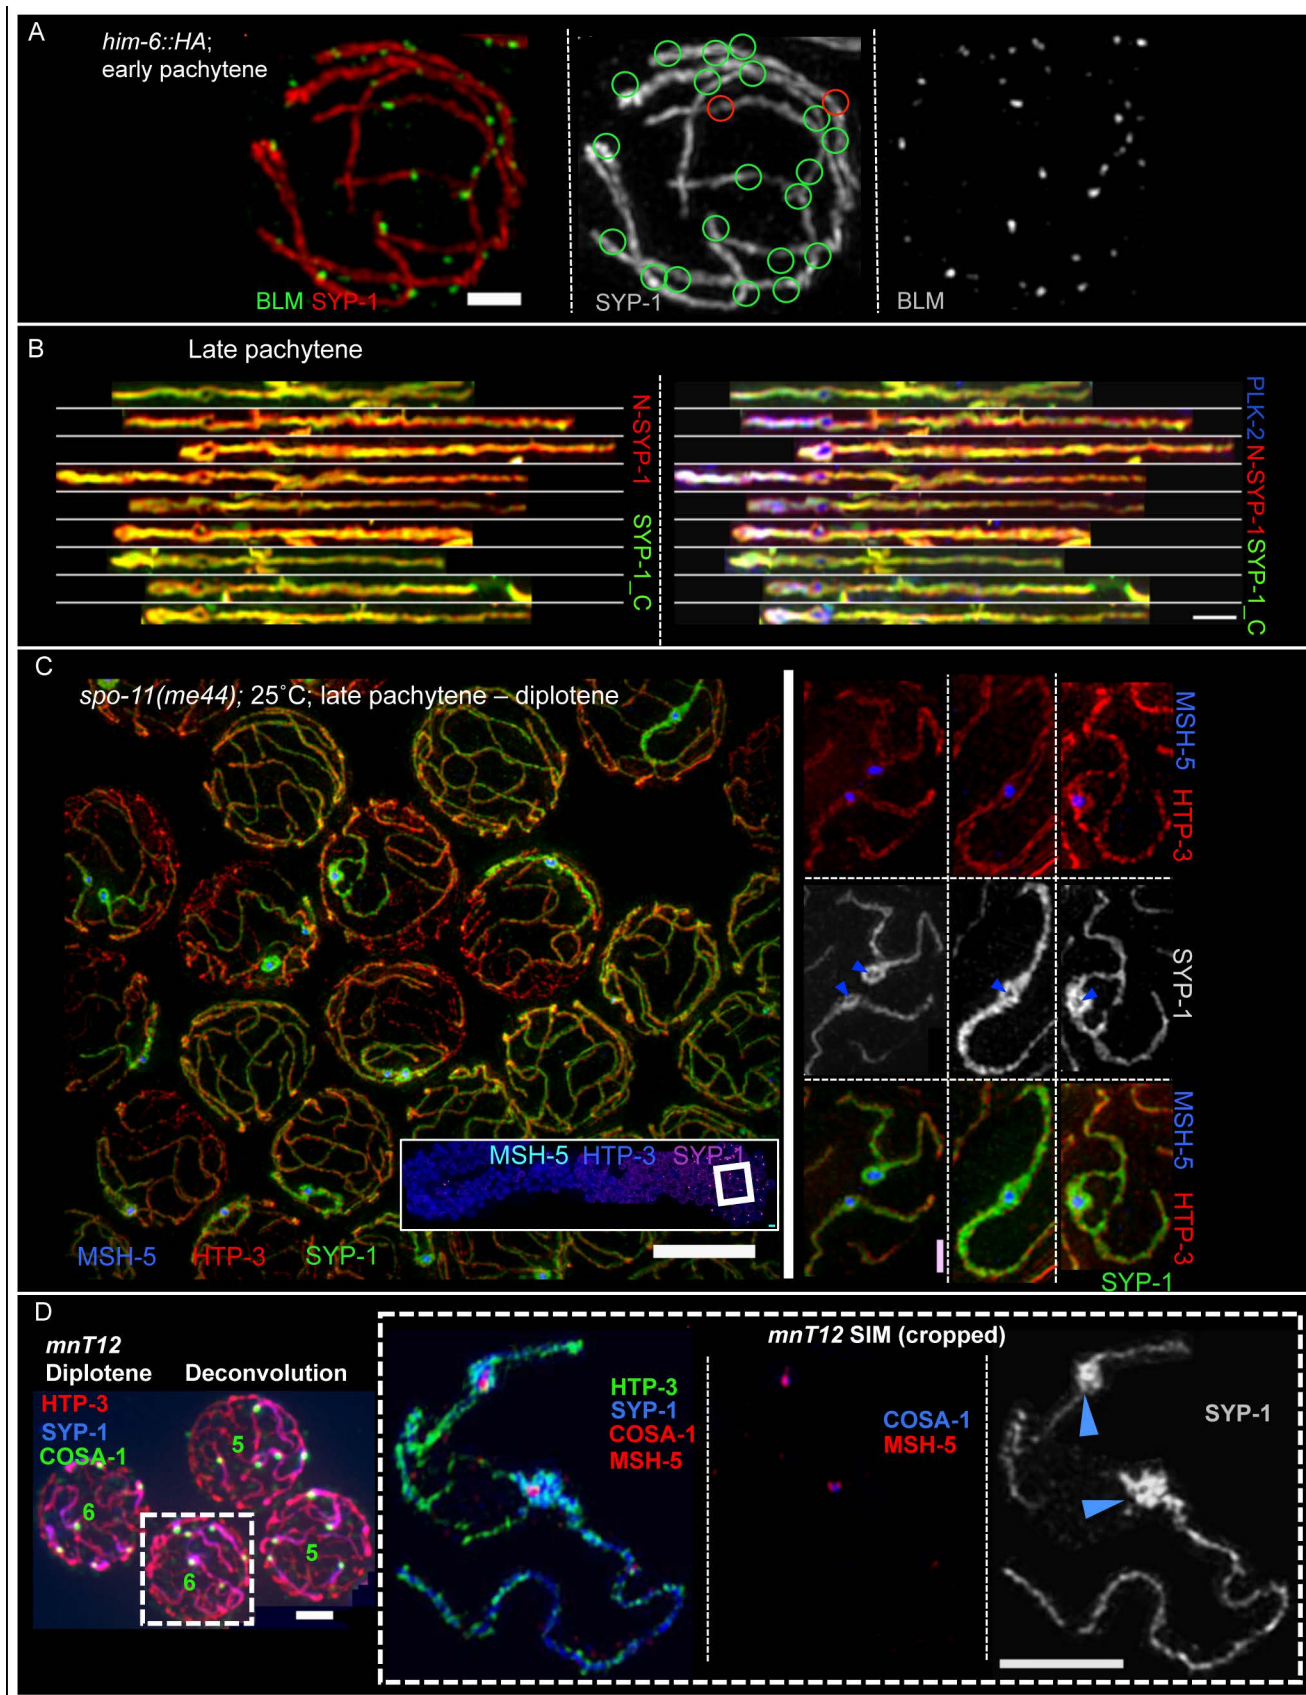 A
him-6::HA;
early pachytene
BLM SYP-1
SYP-1
BLM
B
Late pachytene
N-SYP-1
SYP-1_C
PLK-2
N-SYP-1
SYP-1_C
C
spo-11(me44); 25˚C; late pachytene – diplotene
MSH-5 HTP-3 SYP-1
MSH-5 HTP-3 SYP-1
MSH-5 HTP-3
SYP-1
MSH-5 HTP-3
SYP-1
D
mnT12
Diplotene Deconvolution
HTP-3
SYP-1
COSA-1
5
6
5
6
mnT12 SIM (cropped)
HTP-3
SYP-1
COSA-1
MSH-5
COSA-1
MSH-5
SYP-1